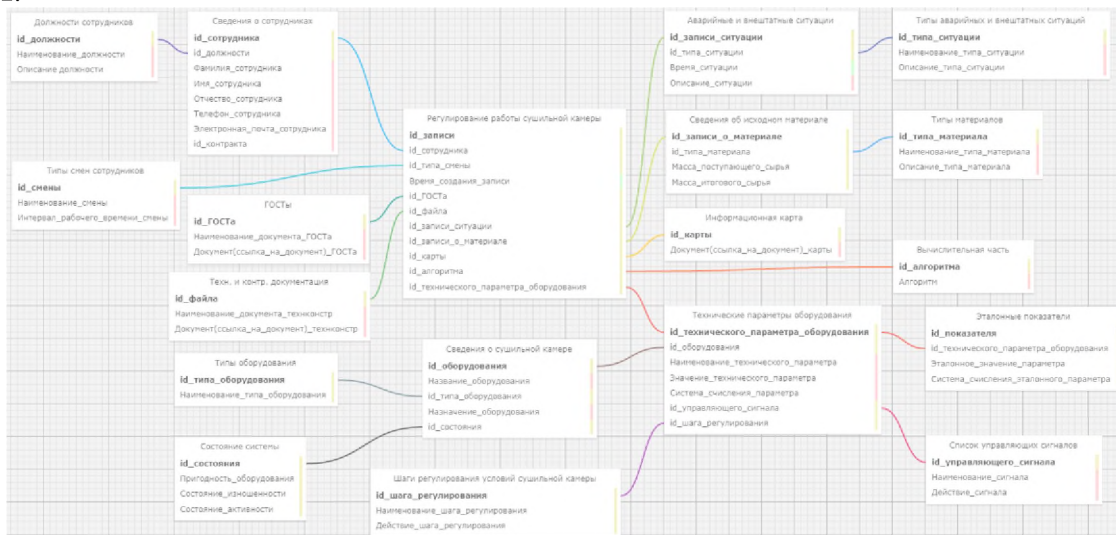 2.
Должности сотрудников
id_должности
Наименование_должности
Описание должности
Сведения о сотрудниках
id_сотрудника
id_должности
Фамилия_сотрудника
Имя_сотрудника
Отчество_сотрудника
Телефон_сотрудника
Электронная_почта_сотрудника
id_контракта
Типы смен сотрудников
id_смены
Наименование_смены
Интервал_рабочего_времени_смены
ГОСТы
id_ГОСТа
Наименование_документа_ГОСТа
Документ(ссылка_на_документ)_ГОСТа
Техн. и контр. документация
id_файла
Наименование_документа_технконстр
Документ(ссылка_на_документ)_технконстр
Регулирование работы сушильной камеры
id_записи
id_сотрудника
id_типа_смены
Время_создания_записи
id_ГОСТа
id_файла
id_записи_ситуации
id_записи_о_материале
id_карты
id_алгоритма
id_технического_параметра_оборудования
Аварийные и внештатные ситуации
id_записи_ситуации
id_типа_ситуации
Время_ситуации
Описание_ситуации
Типы аварийных и внештатных ситуаций
id_типа_ситуации
Наименование_типа_ситуации
Описание_типа_ситуации
Сведения об исходном материале
id_записи_о_материале
id_типа_материала
Масса_поступающего_сырья
Масса_итогового_сырья
Типы материалов
id_типа_материала
Наименование_типа_материала
Описание_типа_материала
Информационная карта
id_карты
Документ(ссылка_на_документ)_карты
Вычислительная часть
id_алгоритма
Алгоритм
Типы оборудования
id_типа_оборудования
Наименование_типа_оборудования
Сведения о сушильной камере
id_оборудования
Название_оборудования
id_типа_оборудования
Назначение_оборудования
id_состояния
Технические параметры оборудования
id_технического_параметра_оборудования
id_оборудования
Наименование_технического_параметра
Значение_технического_параметра
Система_счисления_параметра
id_управляющего_сигнала
id_шага_регулирования
Эталонные показатели
id_показателя
id_технического_параметра_оборудования
Эталонное_значение_параметра
Система_счисления_эталонного_параметра
Состояние системы
id_состояния
Пригодность_оборудования
Состояние_изношенности
Состояние_активности
Шаги регулирования условий сушильной камеры
id_шага_регулирования
Наименование_шага_регулирования
Действие_шага_регулирования
Список управляющих сигналов
id_управляющего_сигнала
Наименование_сигнала
Действие_сигнала